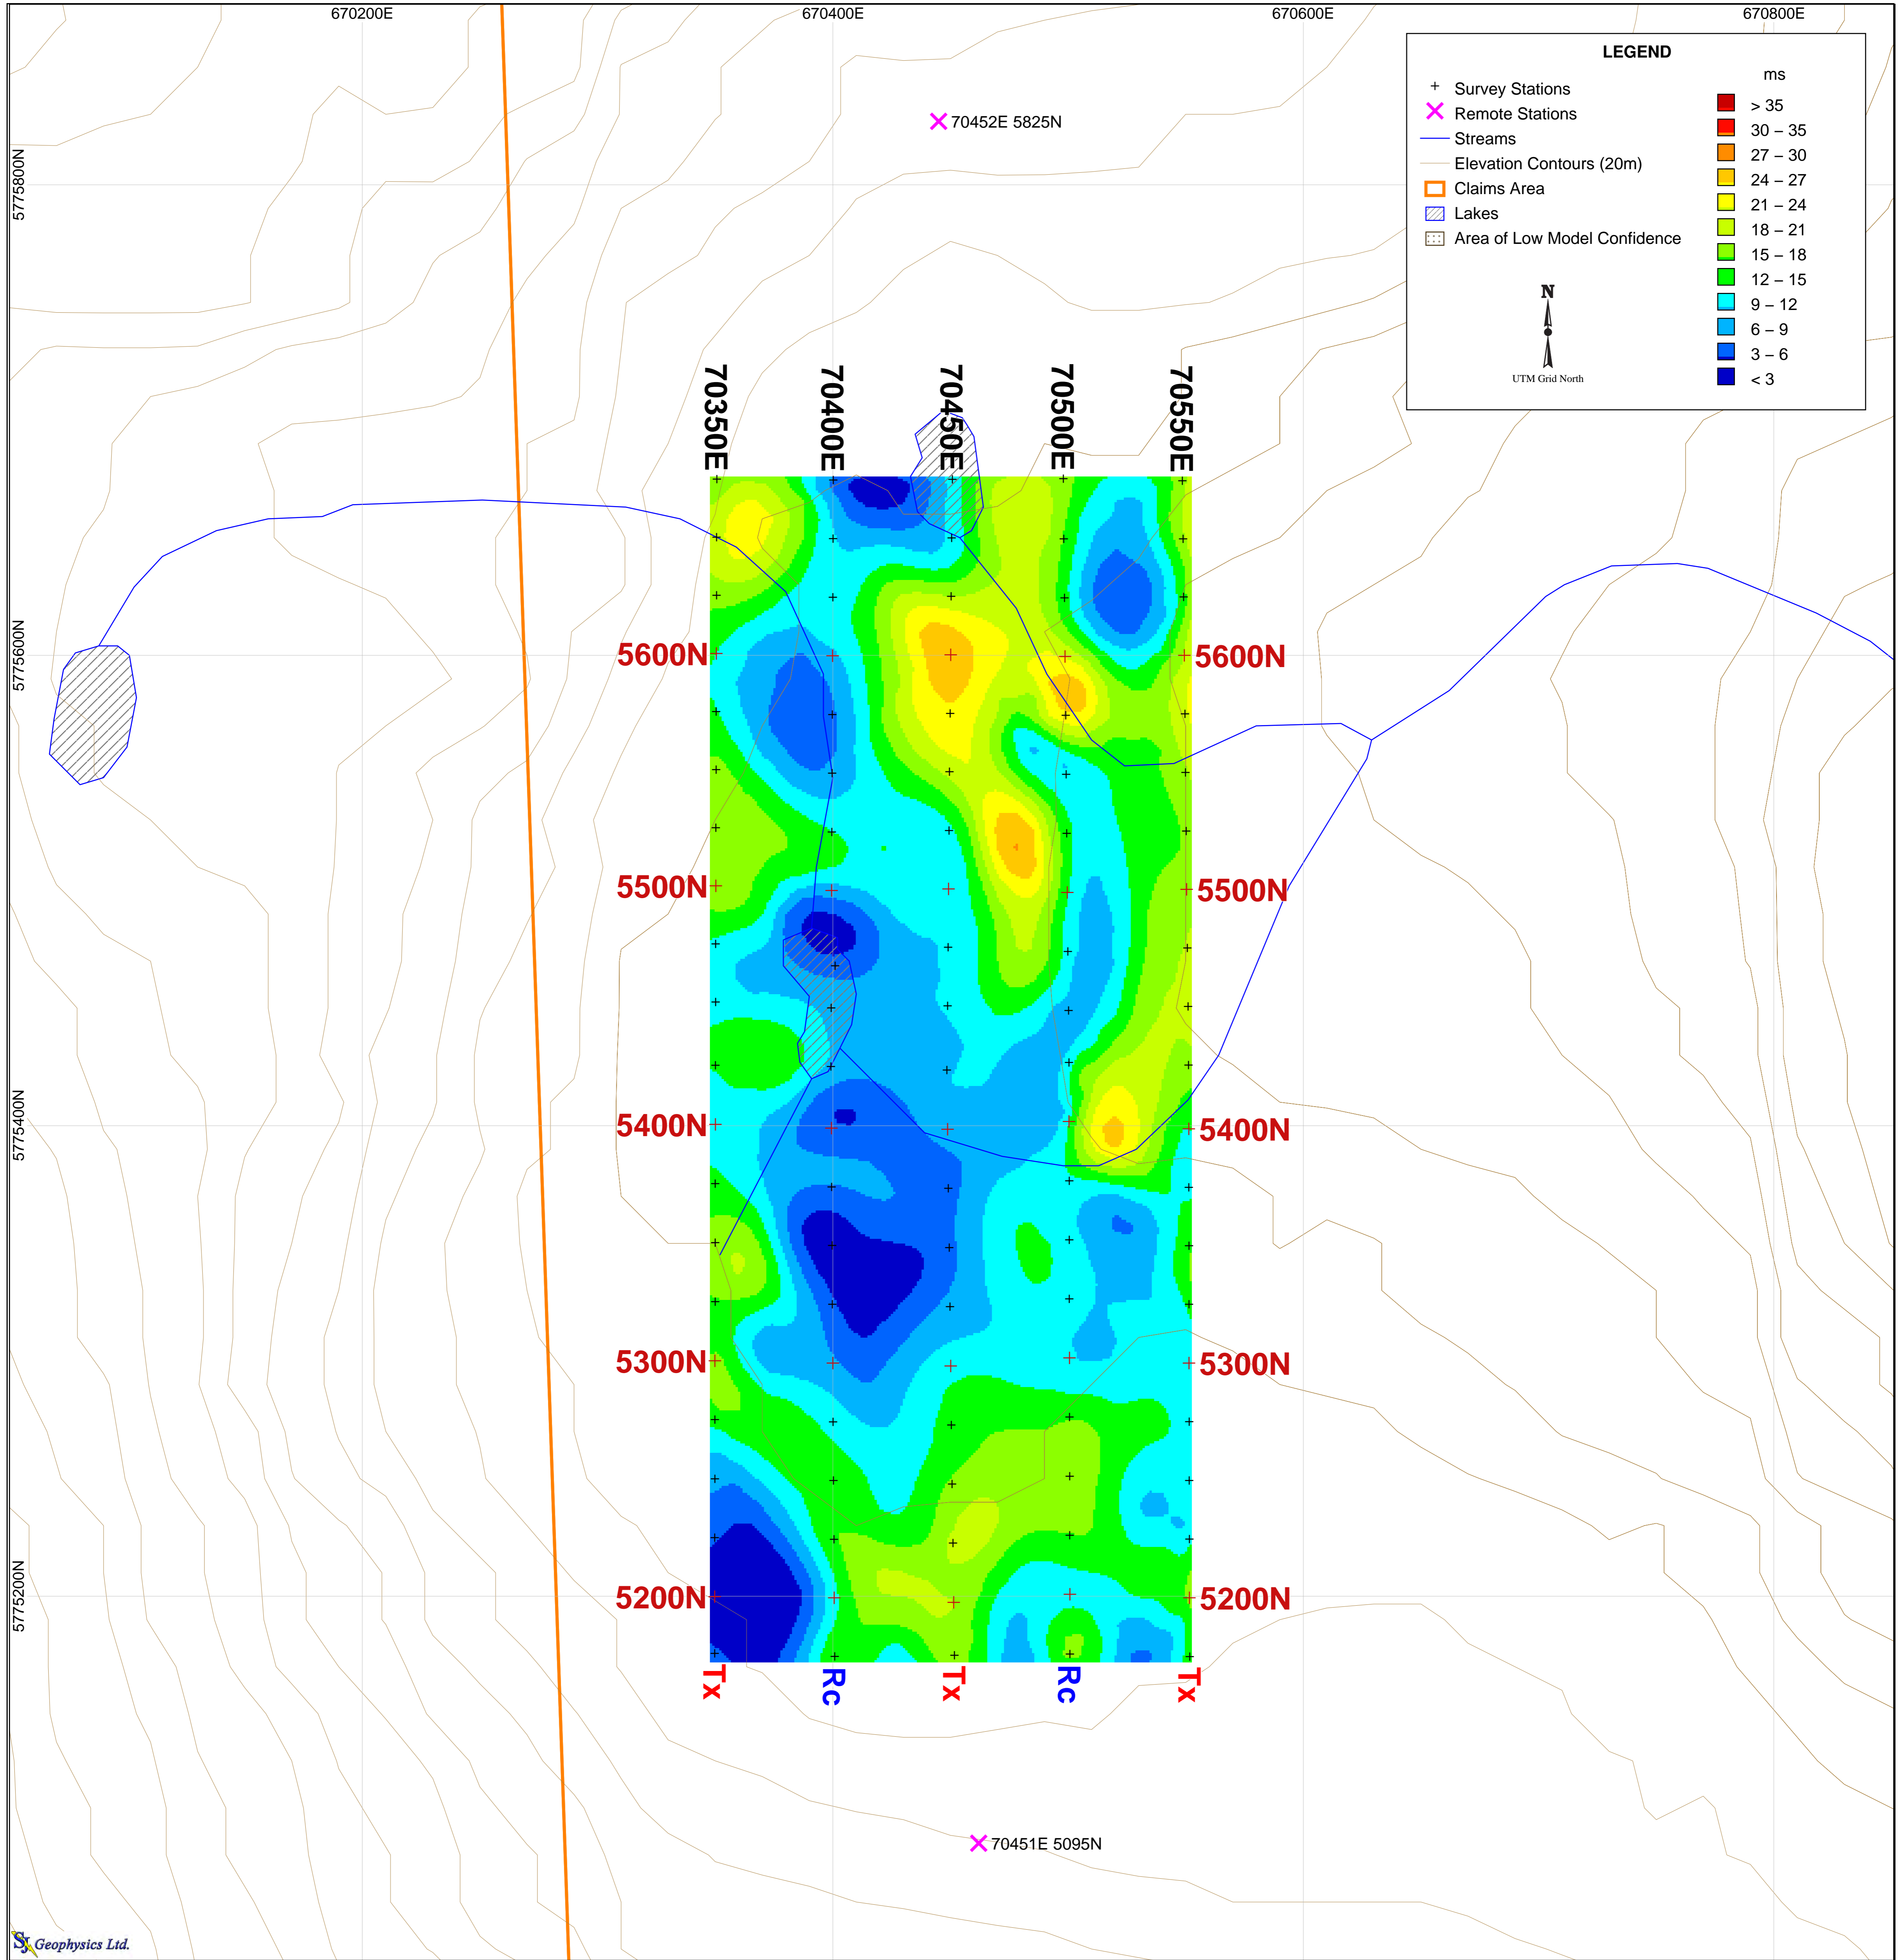 670200E 670400E 670600E 670800E
LEGEND
ms
Survey Stations
Remote Stations
Streams
Elevation Contours (20m)
Claims Area
Lakes
Area of Low Model Confidence
> 35
30 – 35
27 – 30
24 – 27
21 – 24
18 – 21
15 – 18
12 – 15
9 – 12
6 – 9
3 – 6
< 3
N
UTM Grid North
70452E 5825N
5775800N
70350E 70400E 70450E 70500E 70550E
5775600N
5600N 5600N
5500N 5500N
5775400N
5400N 5400N
5300N 5300N
5775200N
5200N 5200N
Tx Rc Tx Rc Tx
70451E 5095N
SJ Geophysics Ltd.